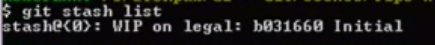 $ git stash list
stash@{0}: WIP on legal: b031660 Initial